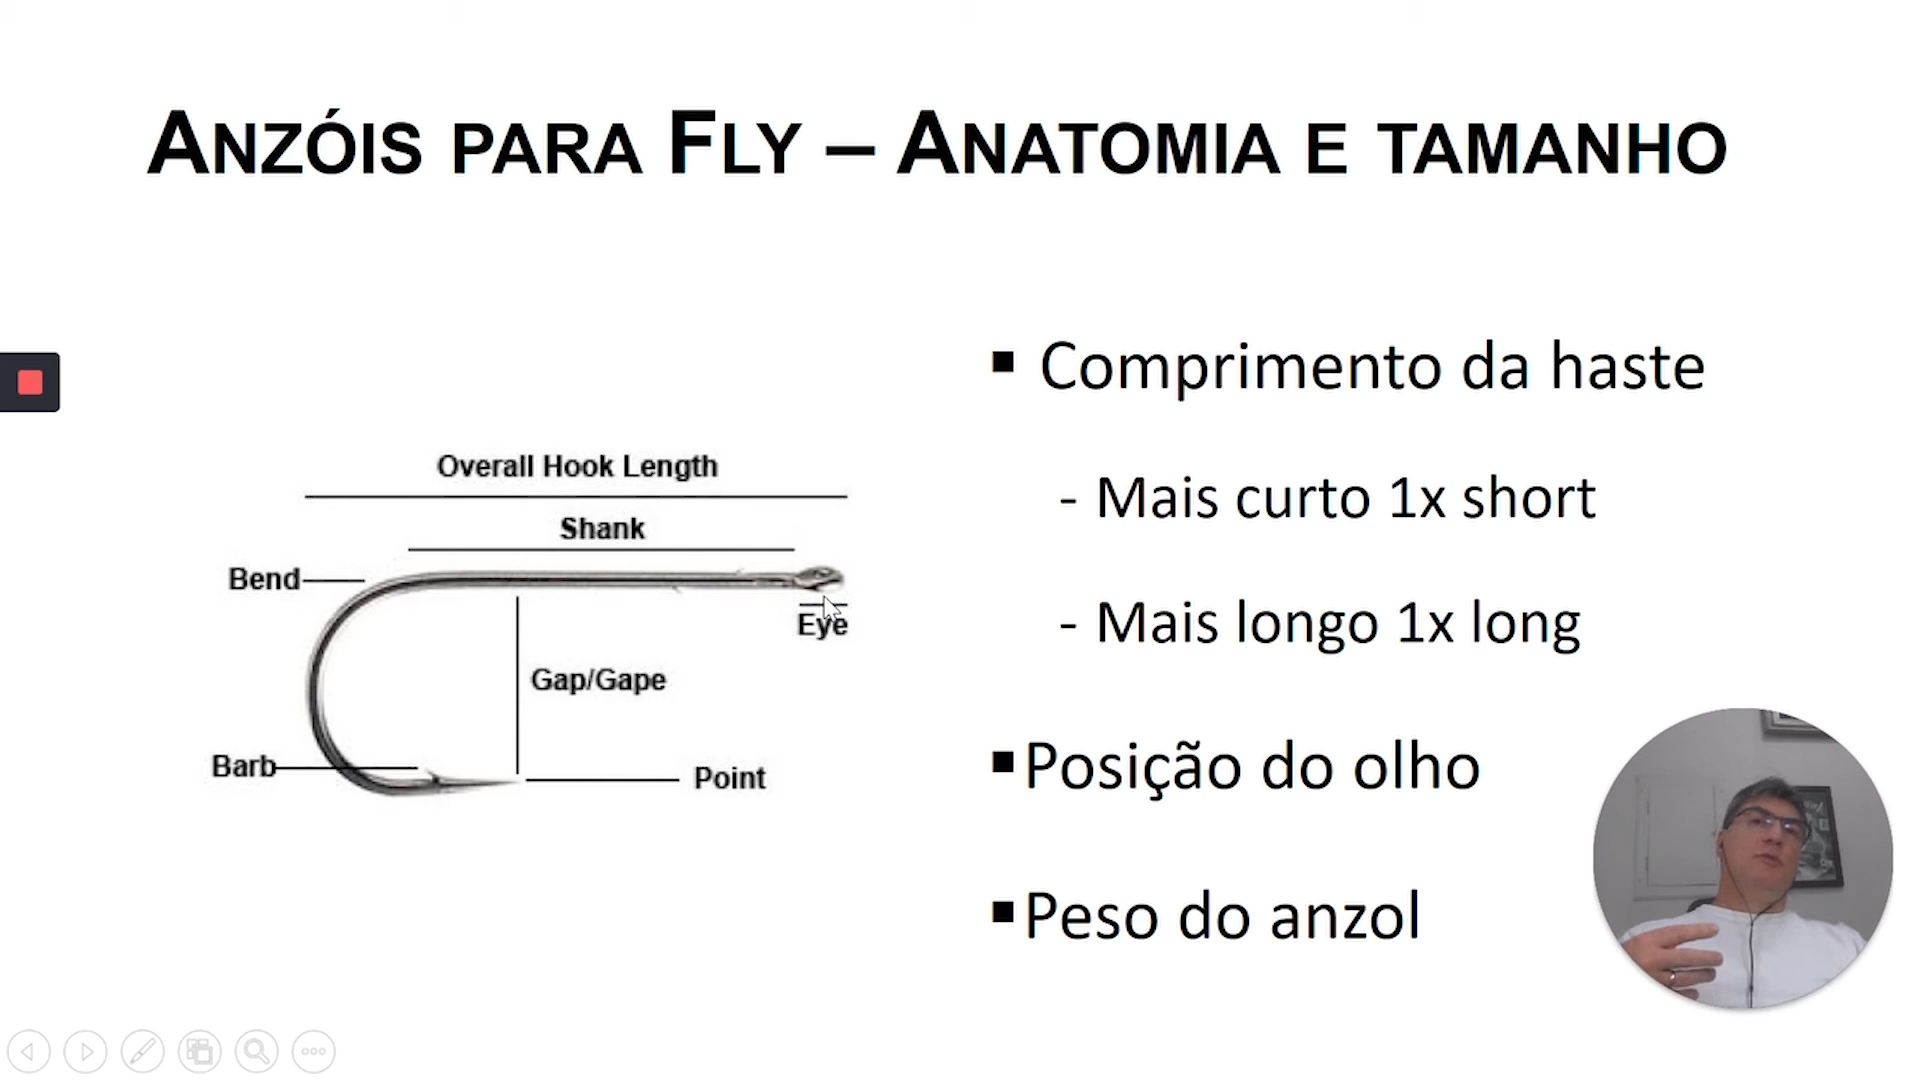 ANZÓIS PARA FLY – ANATOMIA E TAMANHO
Overall Hook Length
Shank
Bend
Eye
Gap/Gape
Barb
Point
▪ Comprimento da haste
- Mais curto 1x short
- Mais longo 1x long
▪ Posição do olho
▪ Peso do anzol